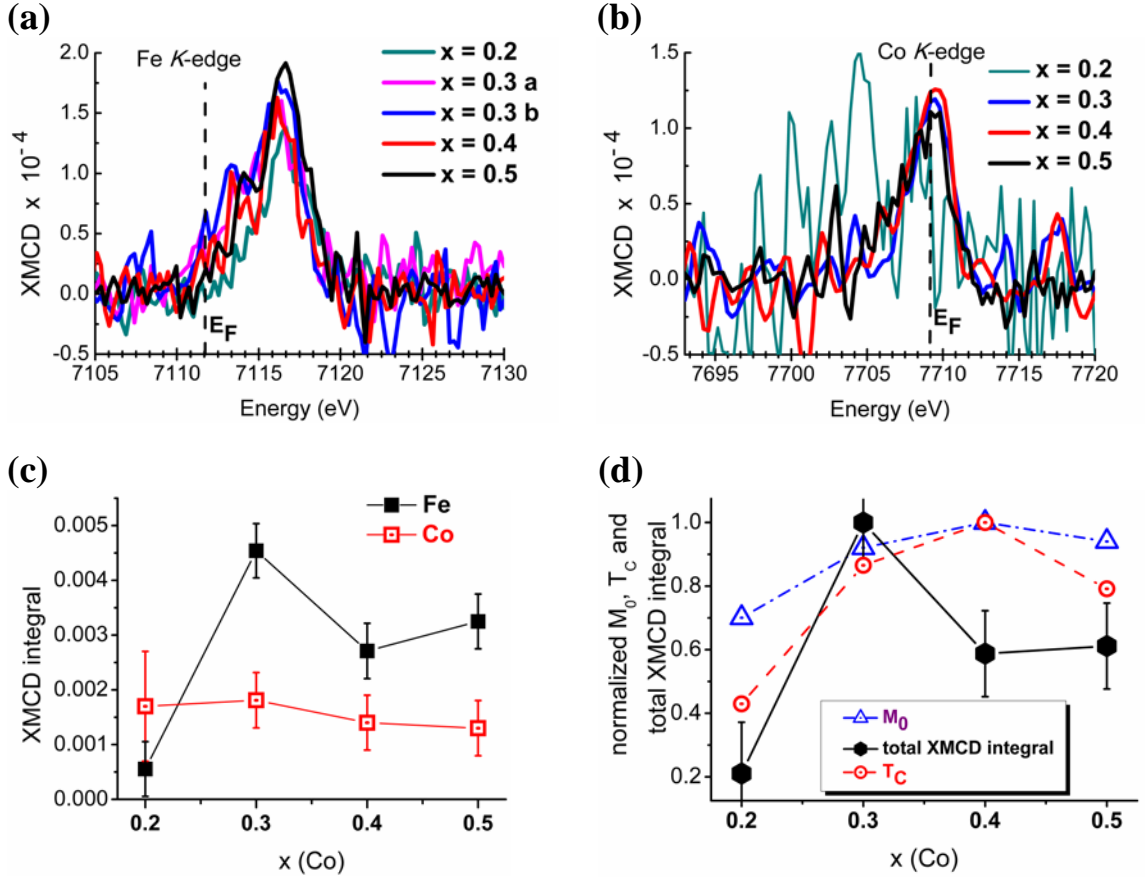 (a)
Fe K-edge
x = 0.2
x = 0.3 a
x = 0.3 b
x = 0.4
x = 0.5
E_F
2.0
1.5
1.0
0.5
0.0
-0.5
XMCD x 10^-4
7105 7110 7115 7120 7125 7130
Energy (eV)
(b)
Co K-edge
x = 0.2
x = 0.3
x = 0.4
x = 0.5
E_F
1.5
1.0
0.5
0.0
-0.5
XMCD x 10^-4
7695 7700 7705 7710 7715 7720
Energy (eV)
(c)
Fe
Co
0.005
0.004
0.003
0.002
0.001
0.000
XMCD integral
0.2 0.3 0.4 0.5
x (Co)
(d)
1.0
0.8
0.6
0.4
0.2
normalized M_0, T_C and
total XMCD integral
M_0
total XMCD integral
T_C
0.2 0.3 0.4 0.5
x (Co)